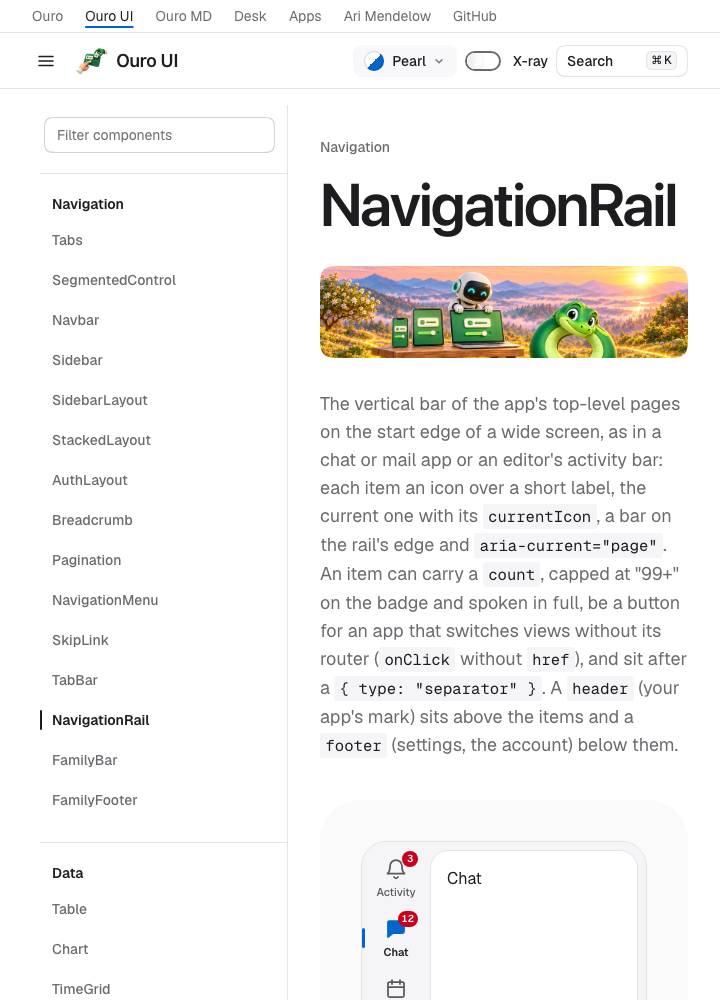 Ouro
Ouro UI
Ouro MD
Desk
Apps
Ari Mendelow
GitHub
Ouro UI
Pearl
X-ray
Search
⌘ K
Filter components
Navigation
Tabs
SegmentedControl
Navbar
Sidebar
SidebarLayout
StackedLayout
AuthLayout
Breadcrumb
Pagination
NavigationMenu
SkipLink
TabBar
NavigationRail
FamilyBar
FamilyFooter
Data
Table
Chart
TimeGrid
Navigation
NavigationRail
The vertical bar of the app's top-level pages
on the start edge of a wide screen, as in a
chat or mail app or an editor's activity bar:
each item an icon over a short label, the
current one with its currentIcon, a bar on
the rail's edge and aria-current="page".
An item can carry a count, capped at "99+"
on the badge and spoken in full, be a button
for an app that switches views without its
router (onClick without href), and sit after
a { type: "separator" }. A header (your
app's mark) sits above the items and a
footer (settings, the account) below them.
3
Activity
12
Chat
Chat